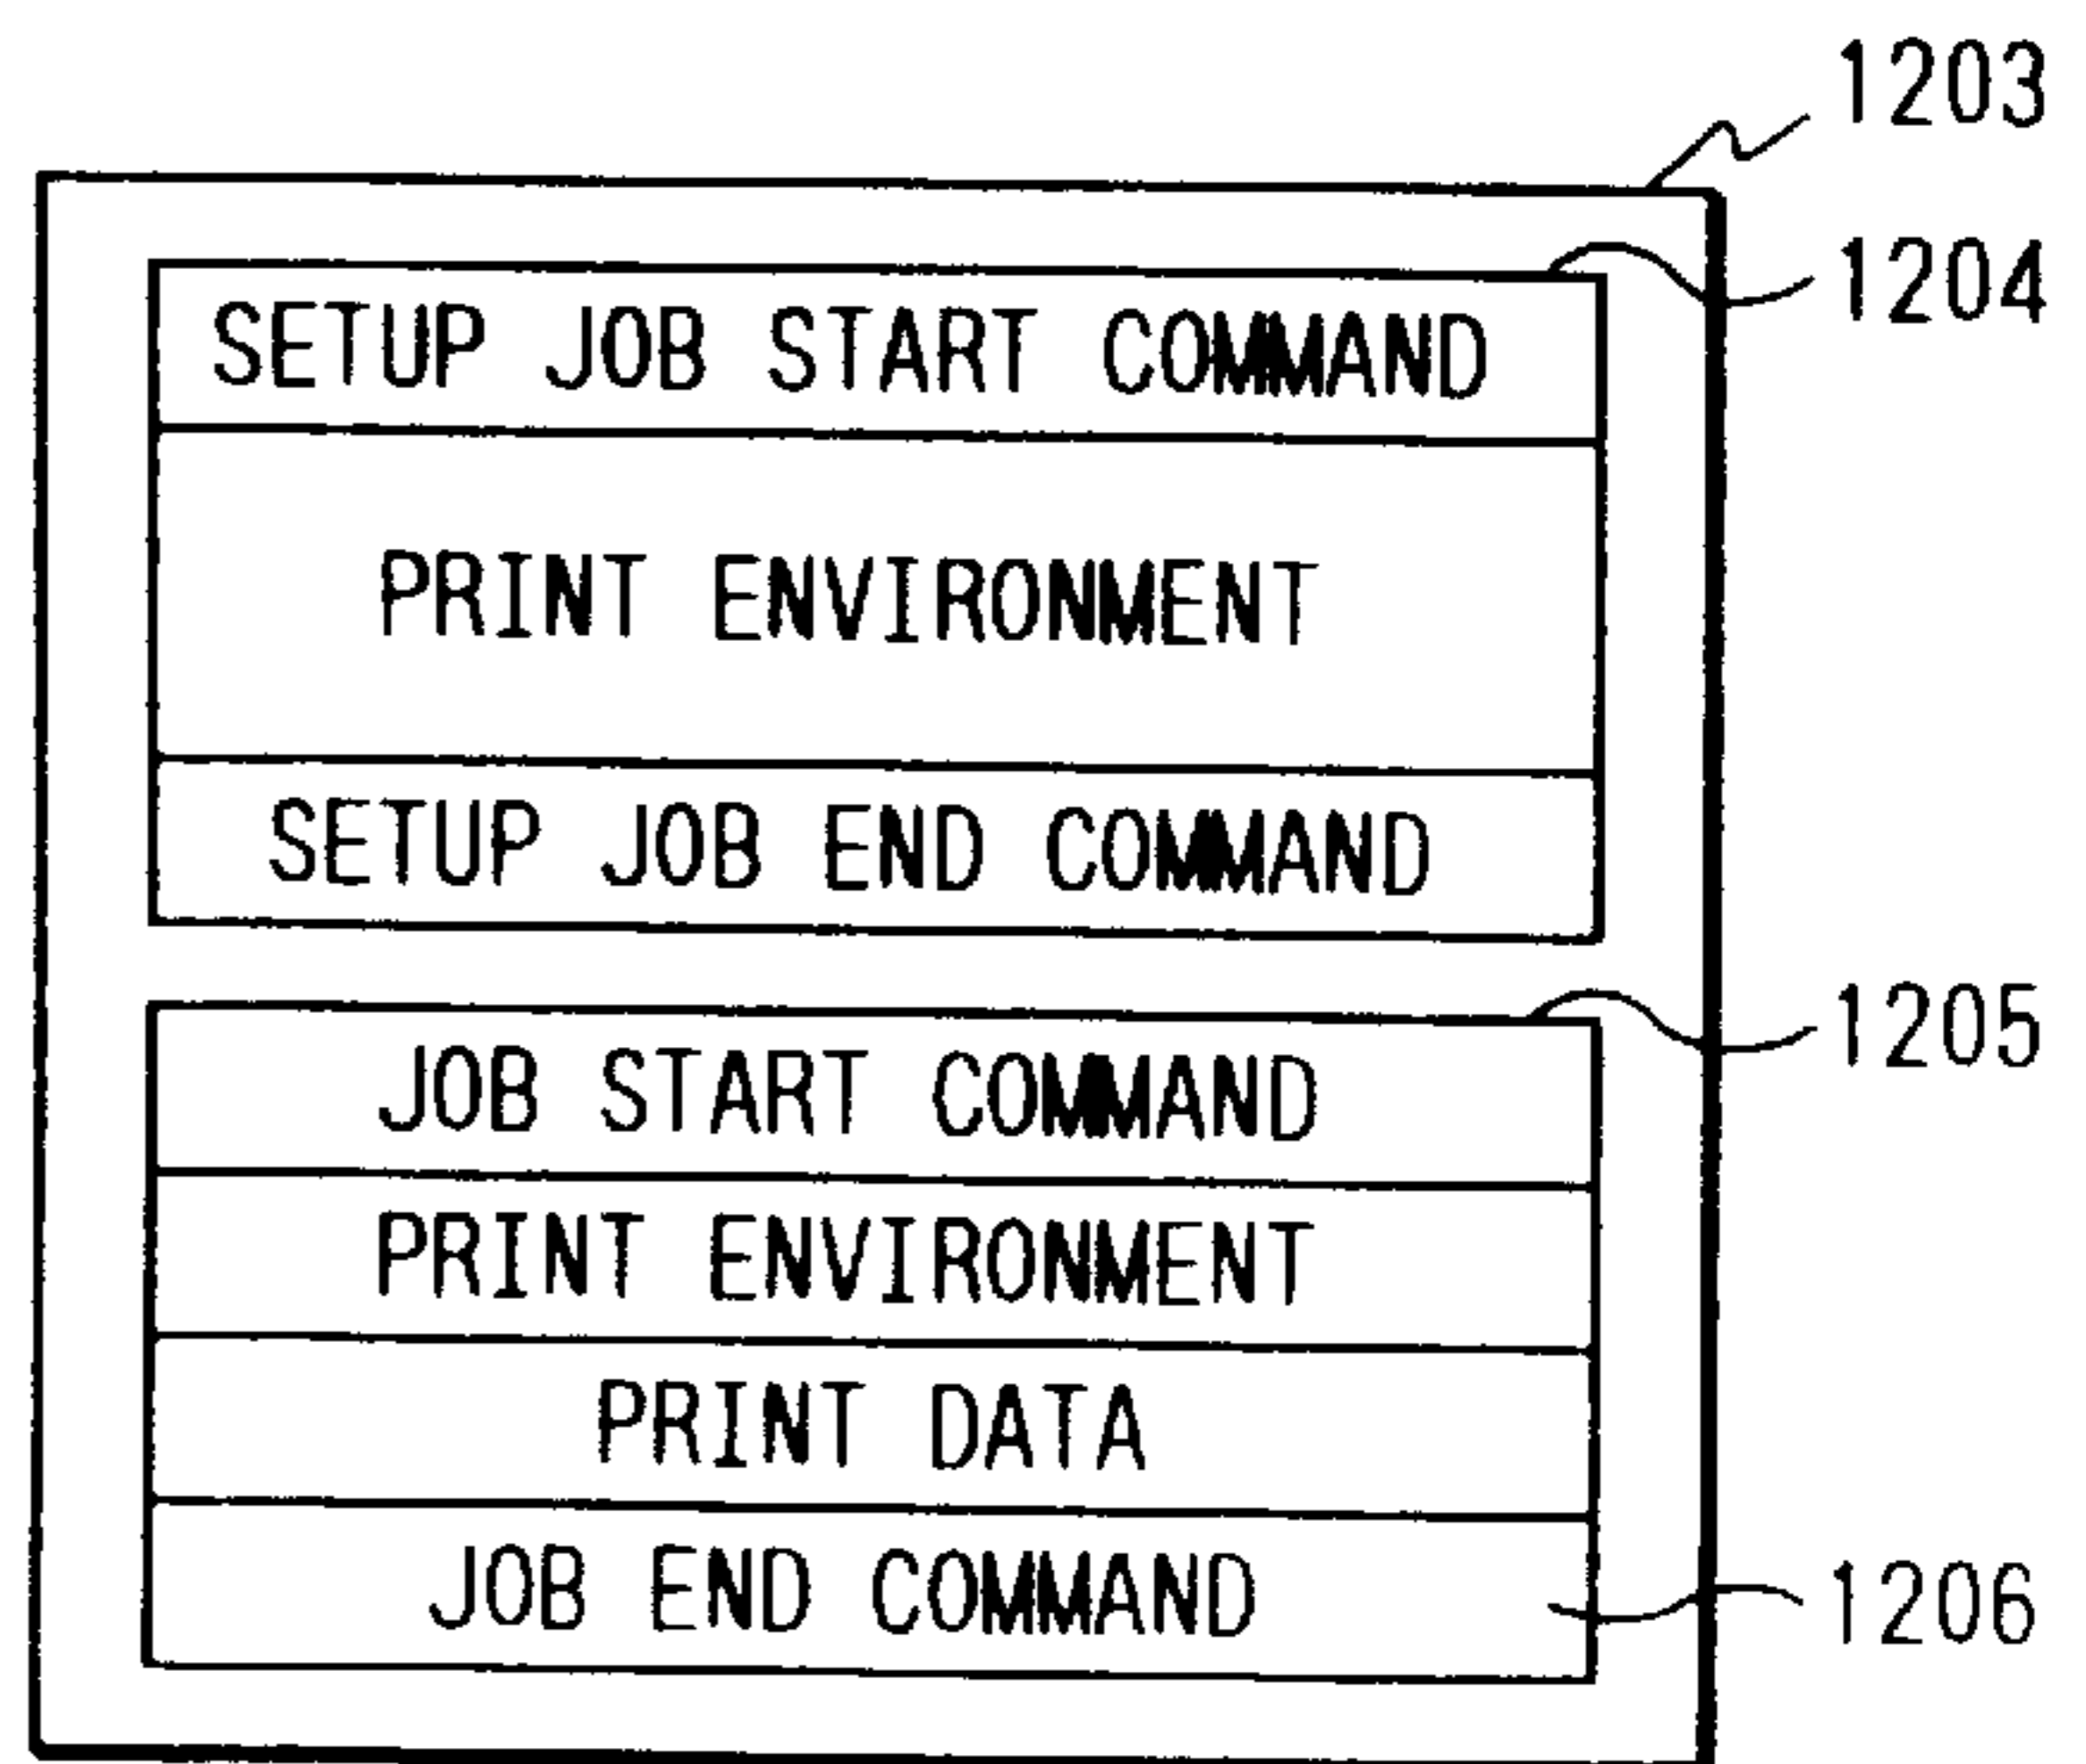 1203
1204
SETUP JOB START COMMAND
PRINT ENVIRONMENT
SETUP JOB END COMMAND
1205
JOB START COMMAND
PRINT ENVIRONMENT
PRINT DATA
JOB END COMMAND
1206